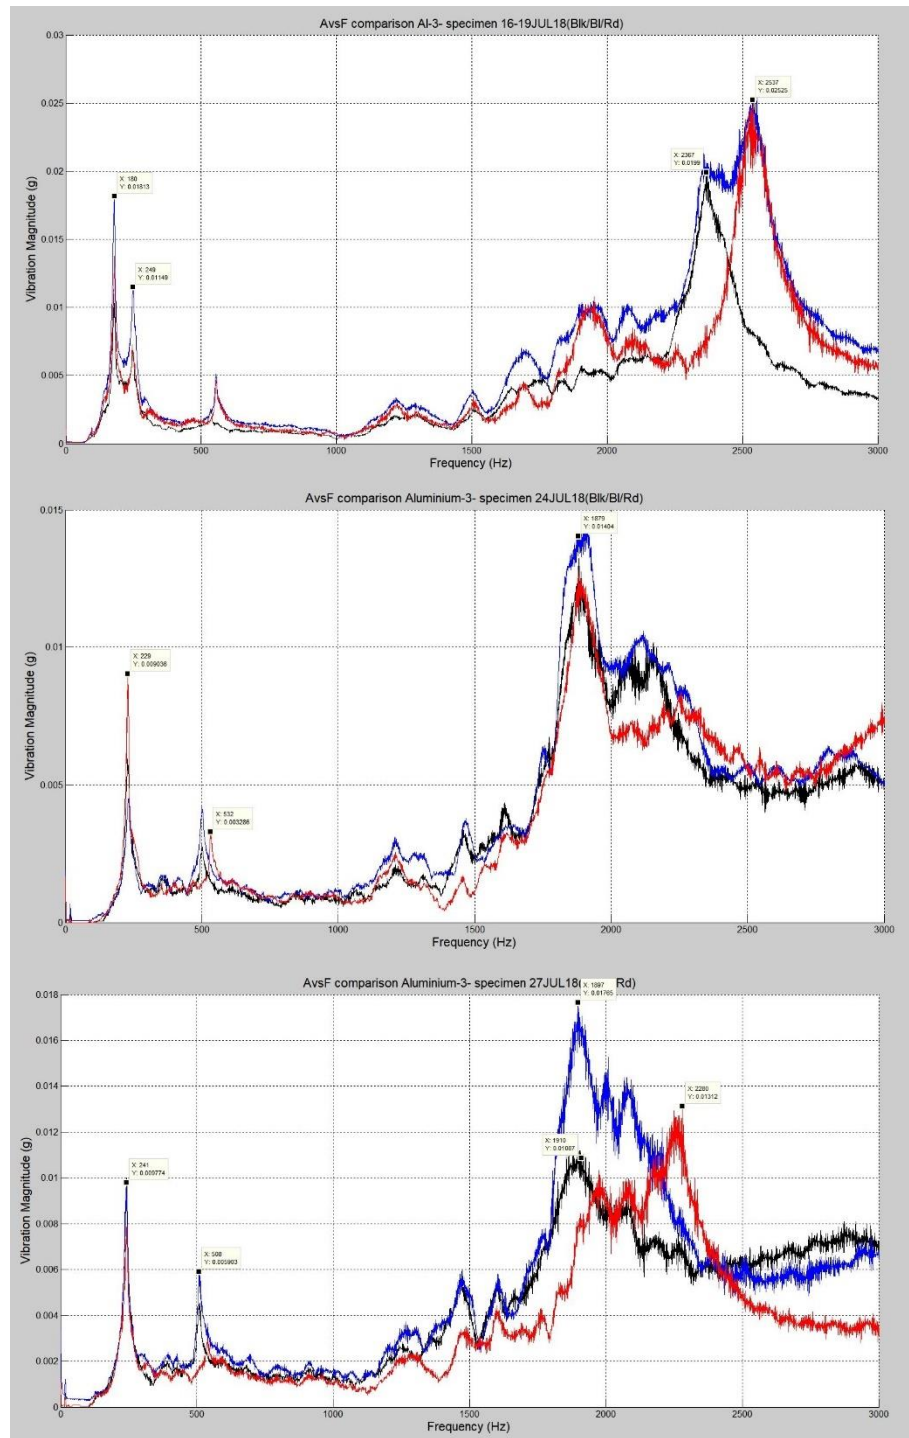 AvsF comparison Al-3- specimen 16-19JUL18(Blk/Bl/Rd)
0.03
0.025
0.02
0.015
0.01
0.005
0
Vibration Magnitude (g)
X: 180
Y: 0.01813
X: 249
Y: 0.01149
X: 2367
Y: 0.0199
X: 2537
Y: 0.02525
0 500 1000 1500 2000 2500 3000
Frequency (Hz)
AvsF comparison Aluminium-3- specimen 24JUL18(Blk/Bl/Rd)
0.015
0.01
0.005
0
Vibration Magnitude (g)
X: 229
Y: 0.009036
X: 532
Y: 0.003286
X: 1879
Y: 0.01404
0 500 1000 1500 2000 2500 3000
Frequency (Hz)
AvsF comparison Aluminium-3- specimen 27JUL18( Rd)
0.018
0.016
0.014
0.012
0.01
0.008
0.006
0.004
0.002
0
Vibration Magnitude (g)
X: 241
Y: 0.009774
X: 508
Y: 0.005903
X: 1897
Y: 0.01765
X: 1910
Y: 0.01087
Y: 0.01312
0 500 1000 1500 2000 2500 3000
Frequency (Hz)